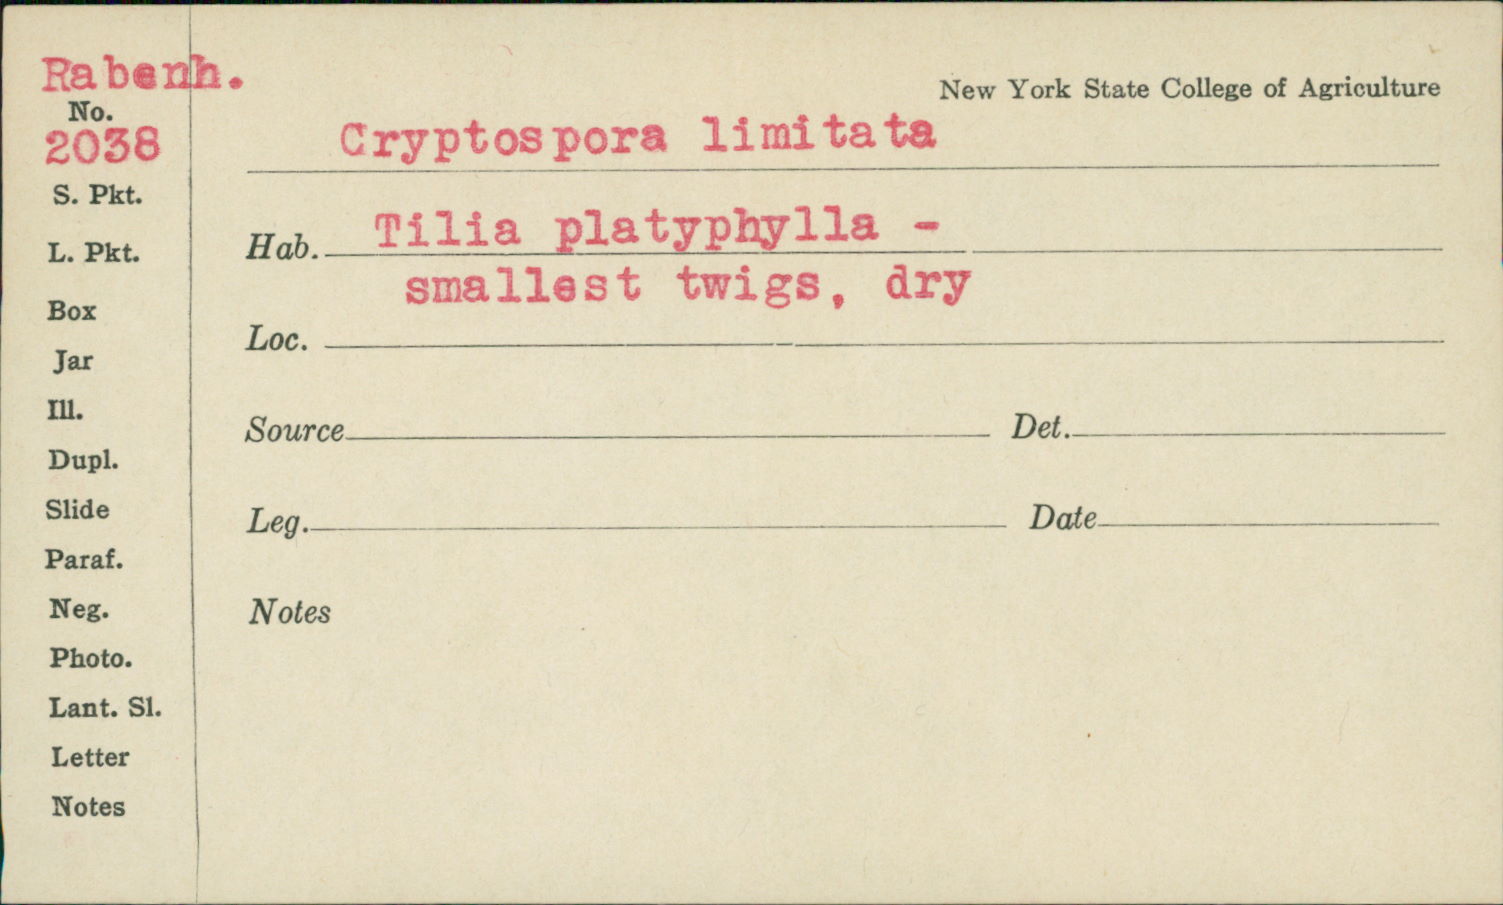 Rabenh.
No.
2038
S. Pkt.
L. Pkt.
Box
Jar
Ill.
Dupl.
Slide
Paraf.
Neg.
Photo.
Lant. Sl.
Letter
Notes
New York State College of Agriculture
Cryptospora limitata
Hab. Tilia platyphylla -
smallest twigs, dry
Loc.
Source Det.
Leg. Date
Notes